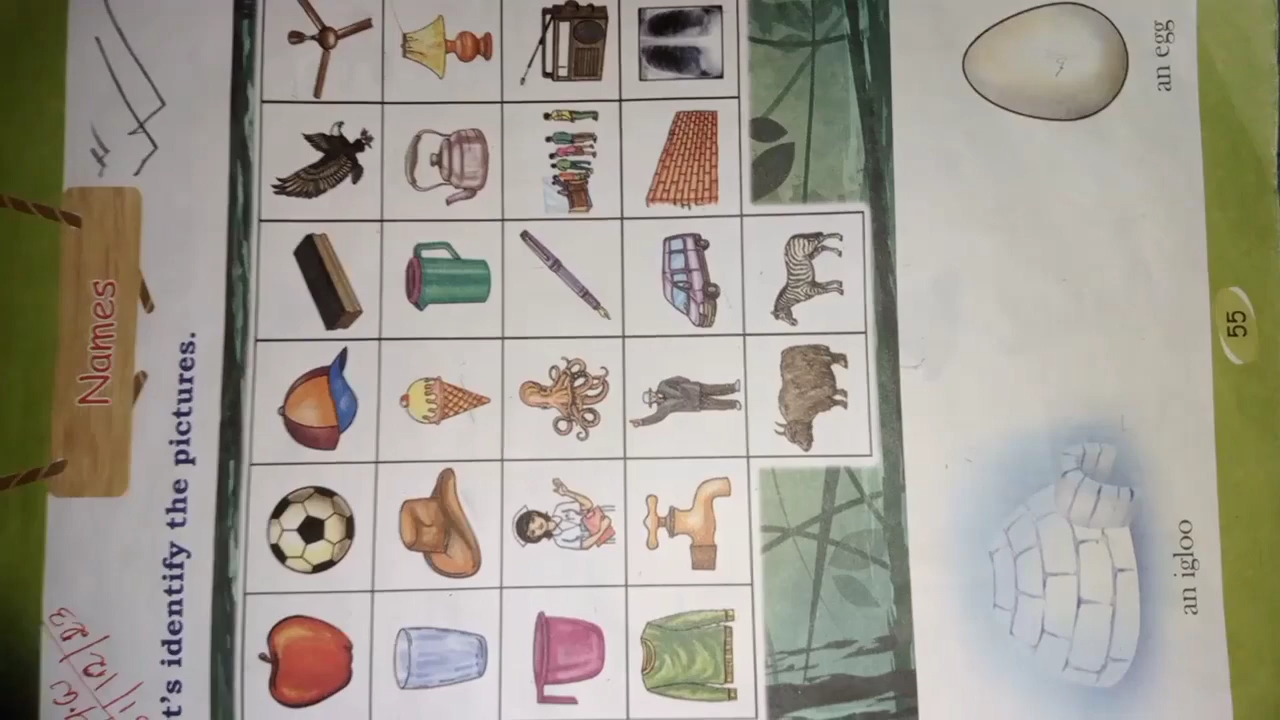 Names
t's identify the pictures.
an igloo
an egg
55